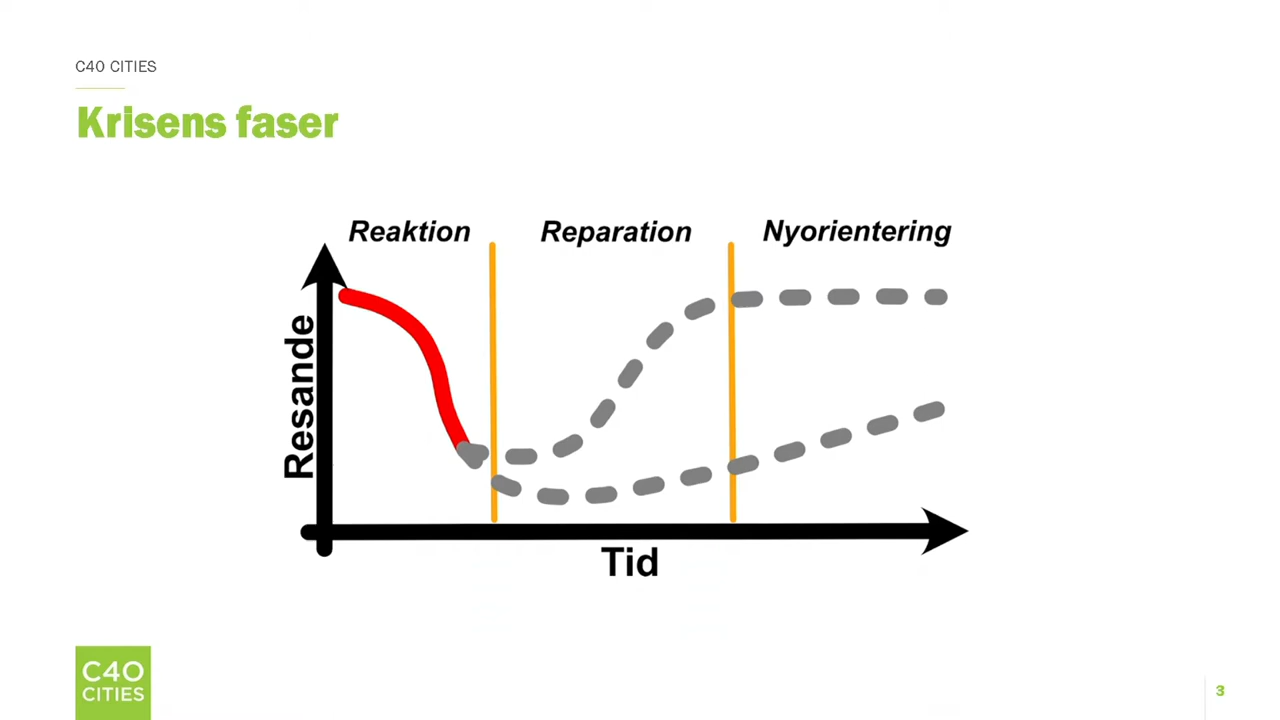 C40 CITIES
Krisens faser
Reaktion
Reparation
Nyorientering
Resande
Tid
C40
CITIES
3